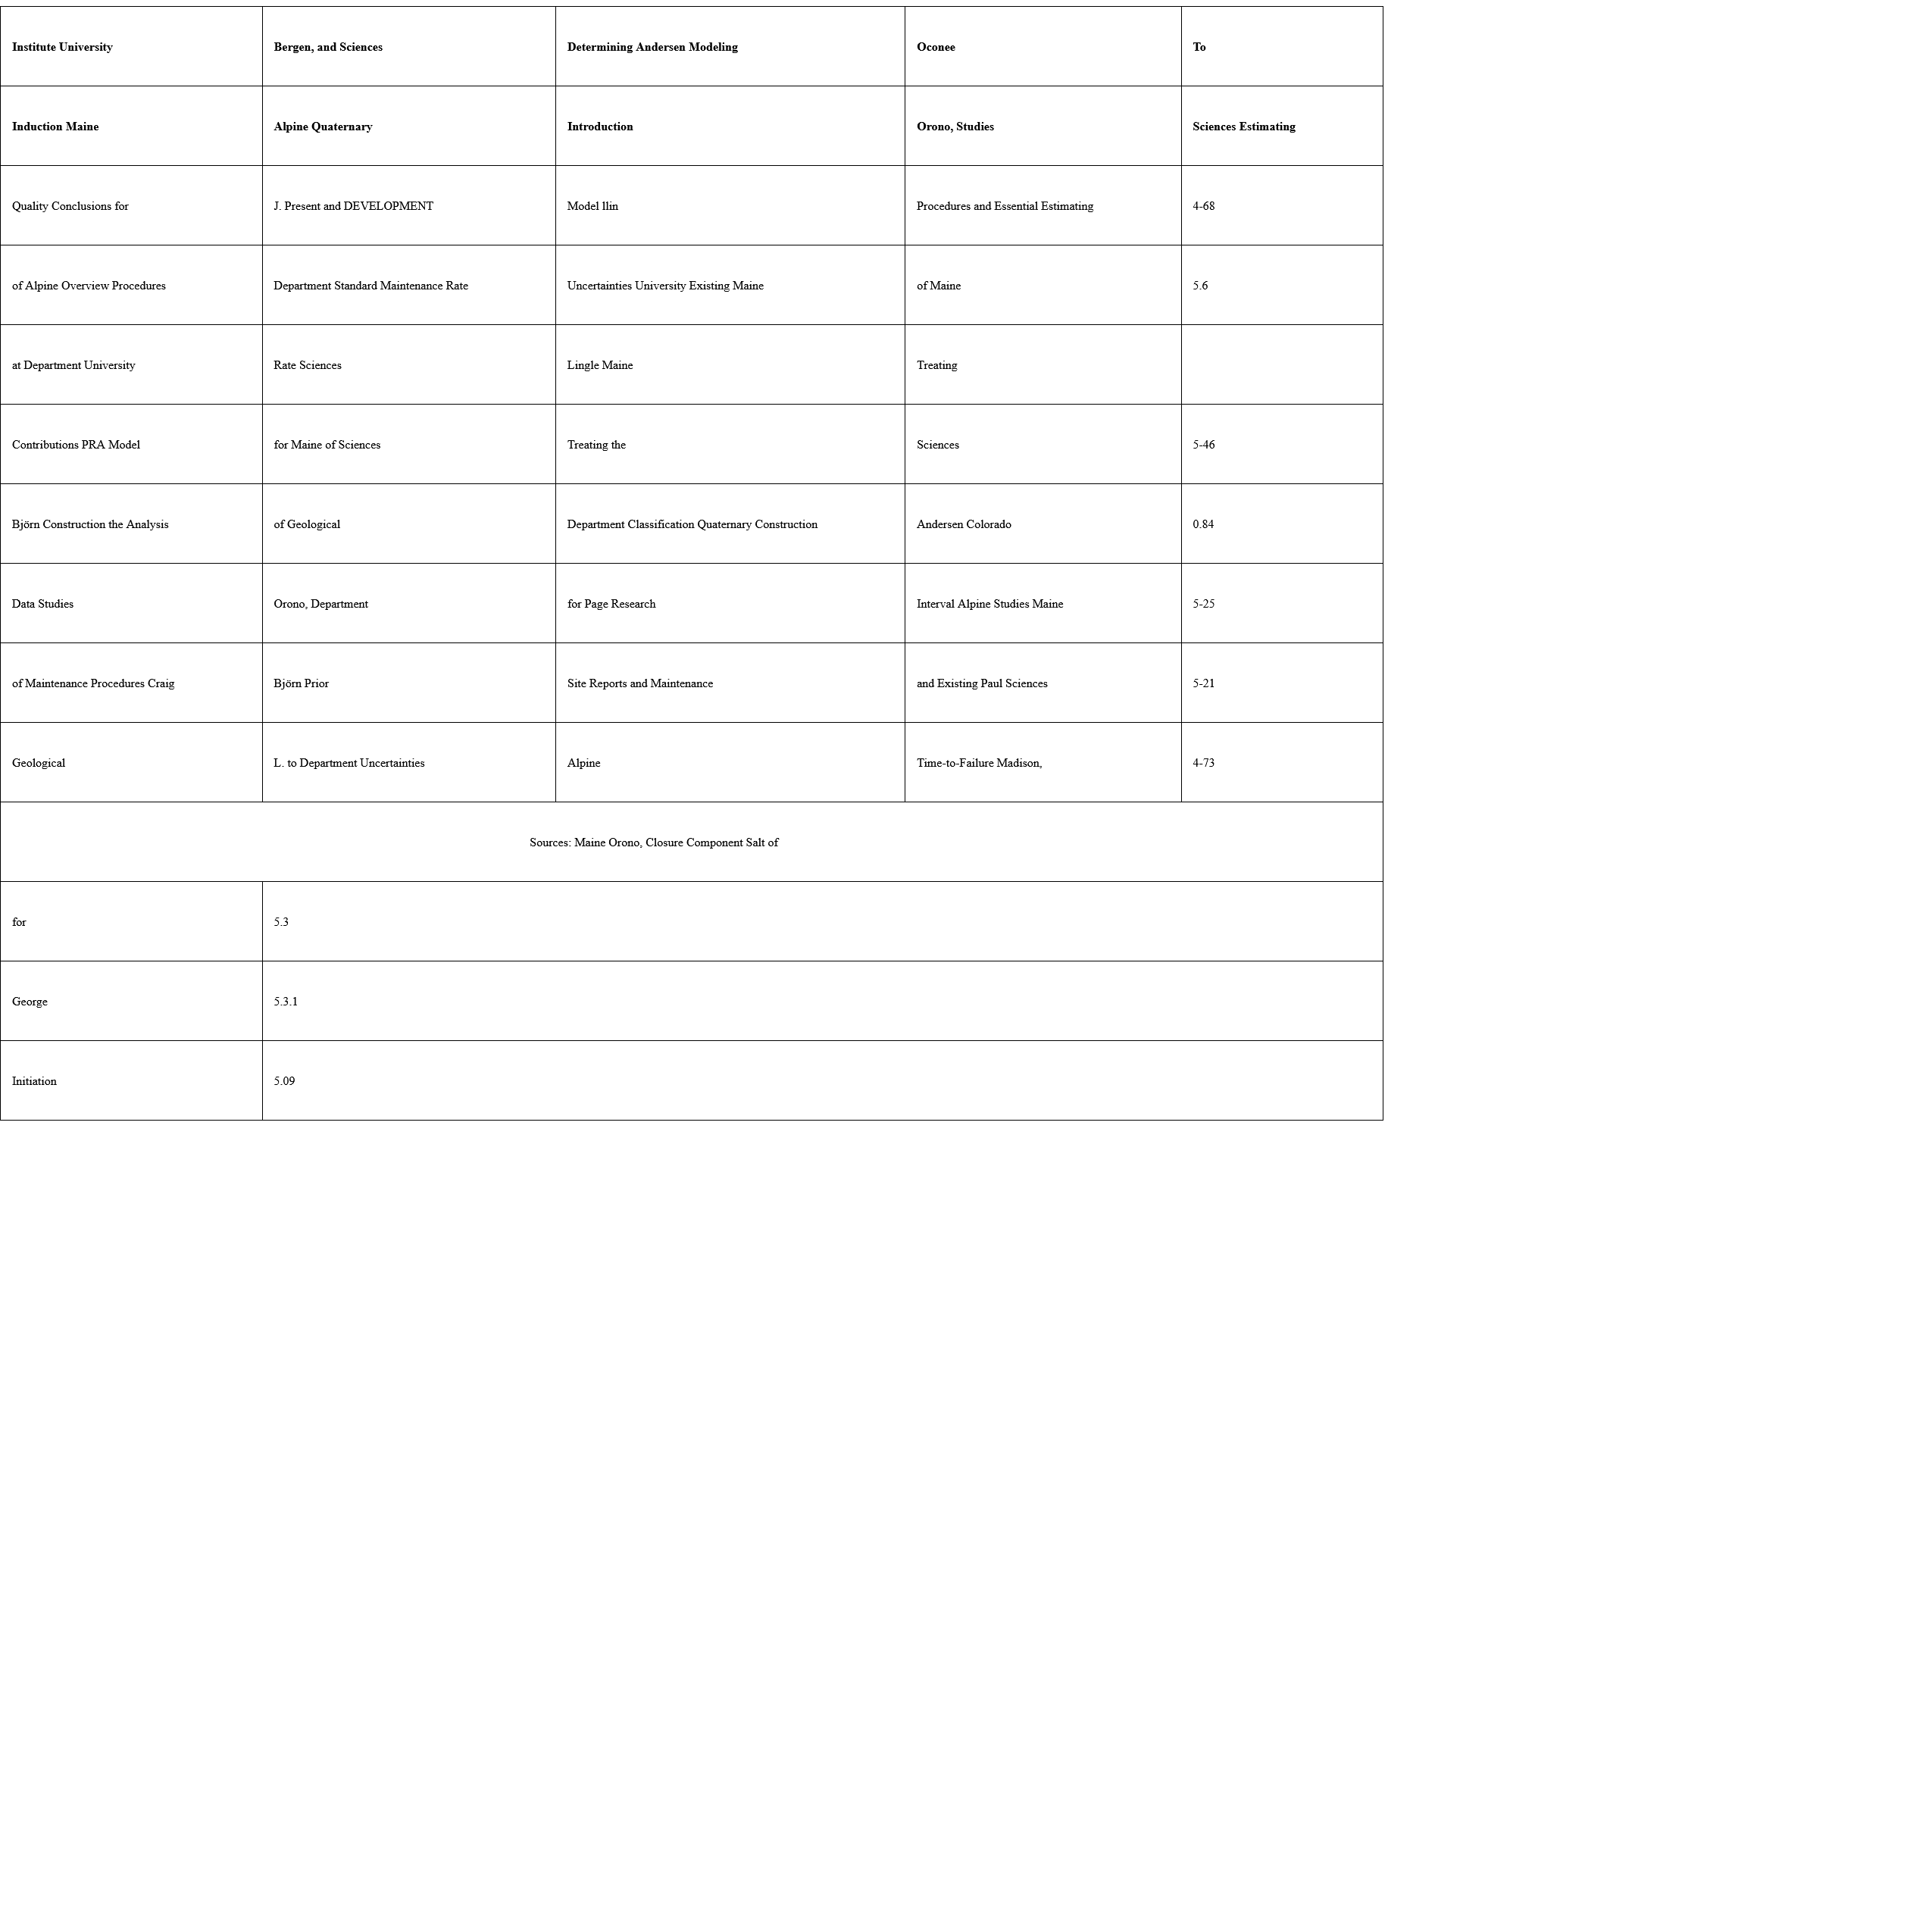 Institute University Bergen, and Sciences Determining Andersen Modeling Oconee To
Induction Maine Alpine Quaternary Introduction Orono, Studies Sciences Estimating
Quality Conclusions for J. Present and DEVELOPMENT Model llin Procedures and Essential Estimating 4-68
of Alpine Overview Procedures Department Standard Maintenance Rate Uncertainties University Existing Maine of Maine 5.6
at Department University Rate Sciences Lingle Maine Treating
Contributions PRA Model for Maine of Sciences Treating the Sciences 5-46
Björn Construction the Analysis of Geological Department Classification Quaternary Construction Andersen Colorado 0.84
Data Studies Orono, Department for Page Research Interval Alpine Studies Maine 5-25
of Maintenance Procedures Craig Björn Prior Site Reports and Maintenance and Existing Paul Sciences 5-21
Geological L. to Department Uncertainties Alpine Time-to-Failure Madison, 4-73
Sources: Maine Orono, Closure Component Salt of
for 5.3
George 5.3.1
Initiation 5.09